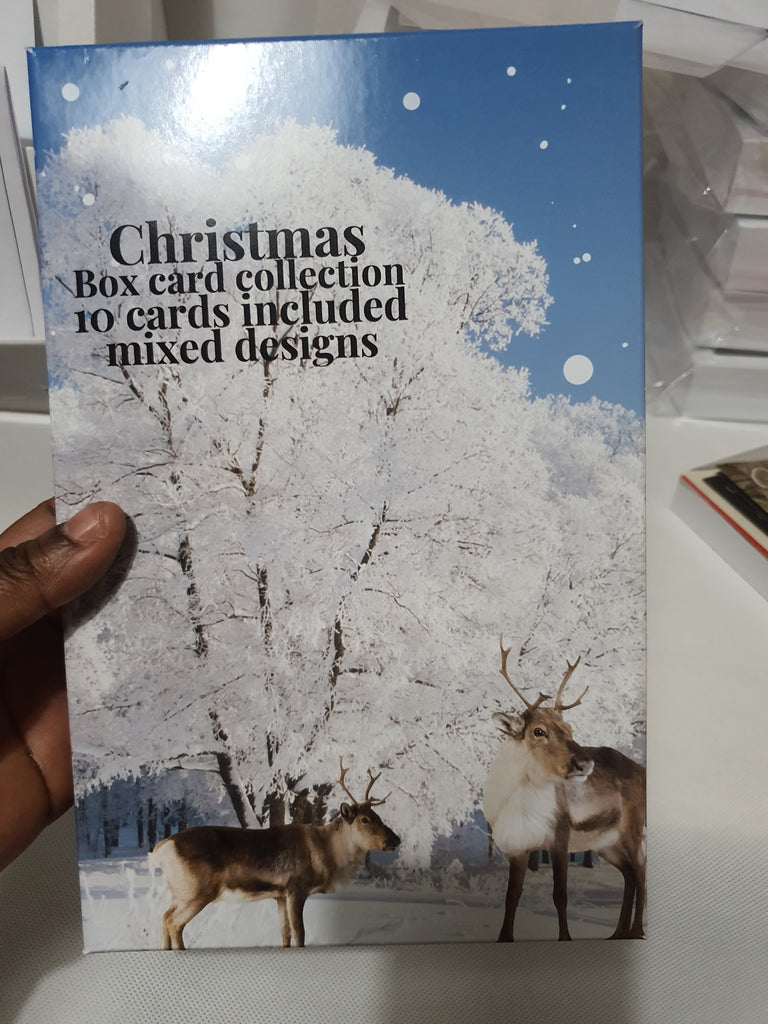 Christmas
Box card collection
10 cards included
mixed designs